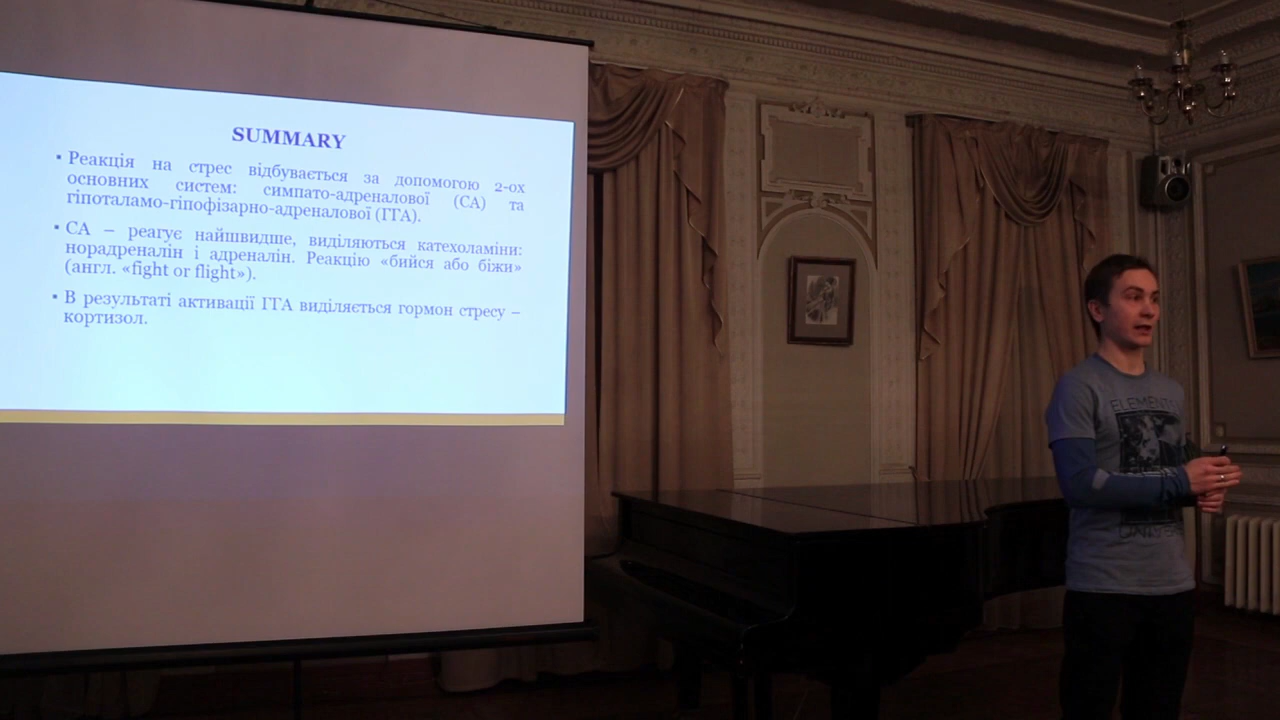 SUMMARY
▪ Реакція на стрес відбувається за допомогою 2-ох
основних систем: симпато-адреналової (СА) та
гіпоталамо-гіпофізарно-адреналової (ГГА).
▪ СА – реагує найшвидше, виділяються катехоламіни:
норадреналін і адреналін. Реакцію «бийся або біжи»
(англ. «fight or flight»).
▪ В результаті активації ГГА виділяється гормон стресу –
кортизол.
ELEMENTS